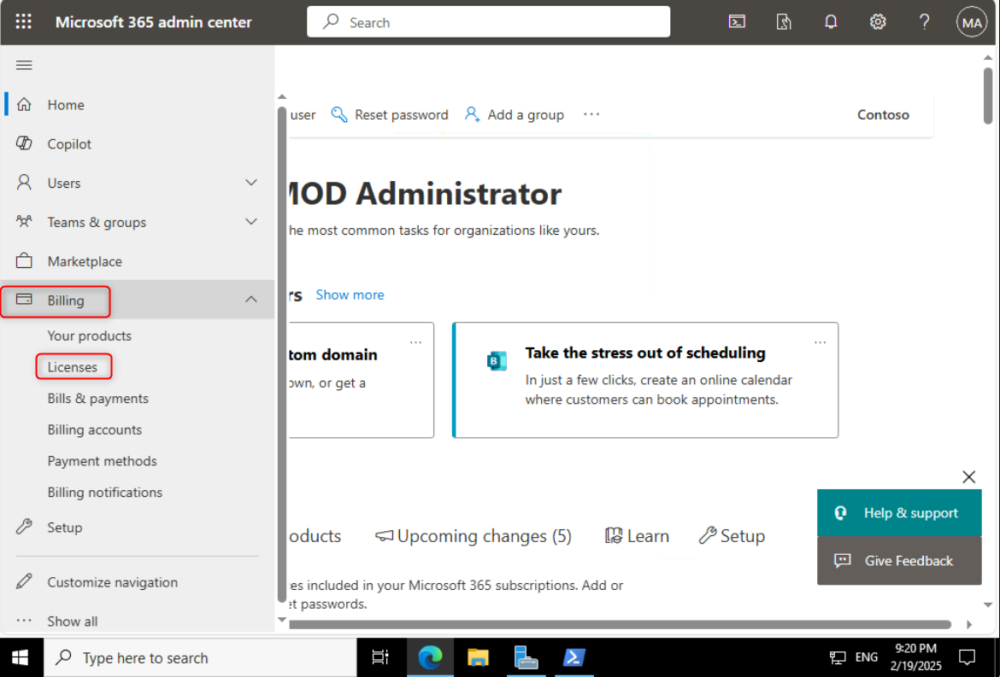 Microsoft 365 admin center
Search
MA
Home
Copilot
Users
Teams & groups
Marketplace
Billing
Your products
Licenses
Bills & payments
Billing accounts
Payment methods
Billing notifications
Setup
Customize navigation
Show all
user
Reset password
Add a group
Contoso
MOD Administrator
he most common tasks for organizations like yours.
rs
Show more
tom domain
own, or get a
B
Take the stress out of scheduling
In just a few clicks, create an online calendar
where customers can book appointments.
Help & support
Give Feedback
oducts
Upcoming changes (5)
Learn
Setup
es included in your Microsoft 365 subscriptions. Add or
et passwords.
Type here to search
ENG
9:20 PM
2/19/2025